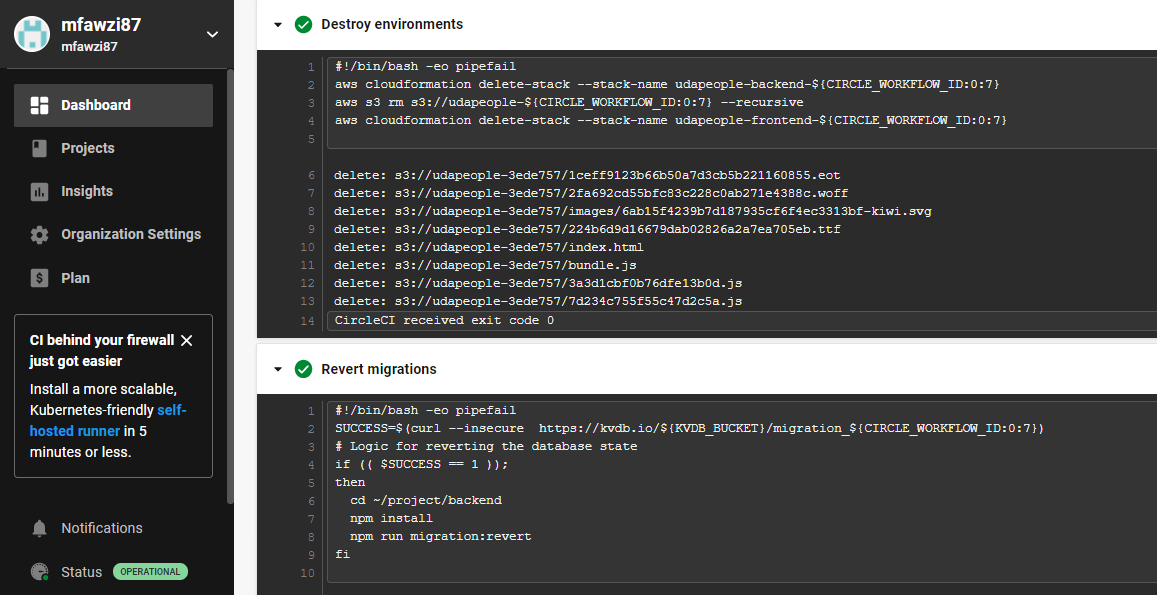 mfawzi87
mfawzi87
Dashboard
Projects
Insights
Organization Settings
$ Plan
CI behind your firewall
just got easier
Install a more scalable,
Kubernetes-friendly self-
hosted runner in 5
minutes or less.
Notifications
Status OPERATIONAL
Destroy environments
1 #!/bin/bash -eo pipefail
2 aws cloudformation delete-stack --stack-name udapeople-backend-${CIRCLE_WORKFLOW_ID:0:7}
3 aws s3 rm s3://udapeople-${CIRCLE_WORKFLOW_ID:0:7} --recursive
4 aws cloudformation delete-stack --stack-name udapeople-frontend-${CIRCLE_WORKFLOW_ID:0:7}
5
6 delete: s3://udapeople-3ede757/1ceff9123b66b50a7d3cb5b221160855.eot
7 delete: s3://udapeople-3ede757/2fa692cd55bfc83c228c0ab271e4388c.woff
8 delete: s3://udapeople-3ede757/images/6ab15f4239b7d187935cf6f4ec3313bf-kiwi.svg
9 delete: s3://udapeople-3ede757/224b6d9d16679dab02826a2a7ea705eb.ttf
10 delete: s3://udapeople-3ede757/index.html
11 delete: s3://udapeople-3ede757/bundle.js
12 delete: s3://udapeople-3ede757/3a3d1cbf0b76dfe13b0d.js
13 delete: s3://udapeople-3ede757/7d234c755f55c47d2c5a.js
14 CircleCI received exit code 0
Revert migrations
1 #!/bin/bash -eo pipefail
2 SUCCESS=$(curl --insecure  https://kvdb.io/${KVDB_BUCKET}/migration_${CIRCLE_WORKFLOW_ID:0:7})
3 # Logic for reverting the database state
4 if (( $SUCCESS == 1 ));
5 then
6   cd ~/project/backend
7   npm install
8   npm run migration:revert
9 fi
10